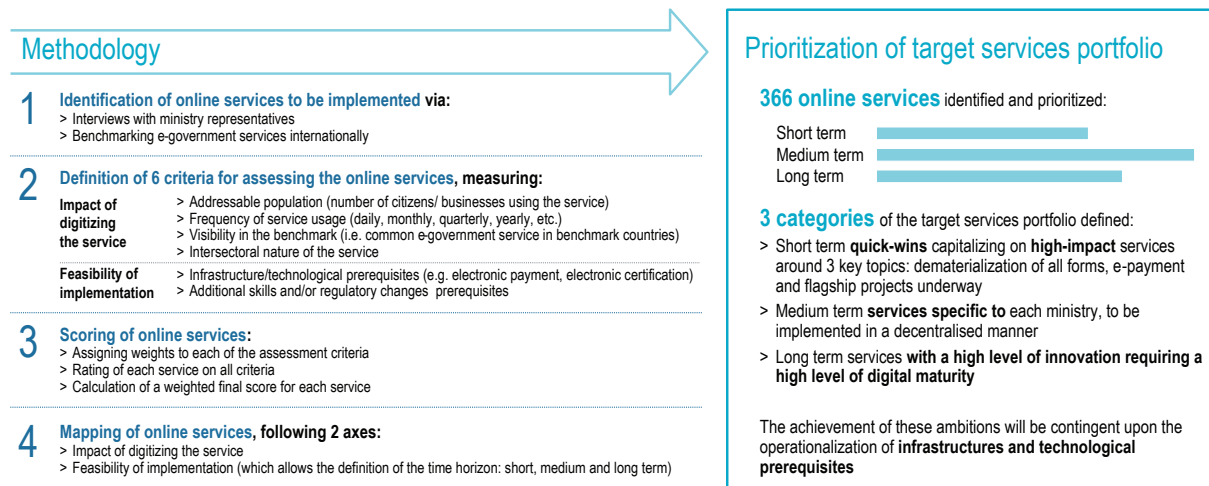 Methodology
1
Identification of online services to be implemented via:
> Interviews with ministry representatives
> Benchmarking e-government services internationally
2
Definition of 6 criteria for assessing the online services, measuring:
Impact of
digitizing
the service
> Addressable population (number of citizens/ businesses using the service)
> Frequency of service usage (daily, monthly, quarterly, yearly, etc.)
> Visibility in the benchmark (i.e. common e-government service in benchmark countries)
> Intersectoral nature of the service
Feasibility of
implementation
> Infrastructure/technological prerequisites (e.g. electronic payment, electronic certification)
> Additional skills and/or regulatory changes prerequisites
3
Scoring of online services:
> Assigning weights to each of the assessment criteria
> Rating of each service on all criteria
> Calculation of a weighted final score for each service
4
Mapping of online services, following 2 axes:
> Impact of digitizing the service
> Feasibility of implementation (which allows the definition of the time horizon: short, medium and long term)
Prioritization of target services portfolio
366 online services identified and prioritized:
Short term
Medium term
Long term
3 categories of the target services portfolio defined:
> Short term quick-wins capitalizing on high-impact services
around 3 key topics: dematerialization of all forms, e-payment
and flagship projects underway
> Medium term services specific to each ministry, to be
implemented in a decentralised manner
> Long term services with a high level of innovation requiring a
high level of digital maturity
The achievement of these ambitions will be contingent upon the
operationalization of infrastructures and technological
prerequisites